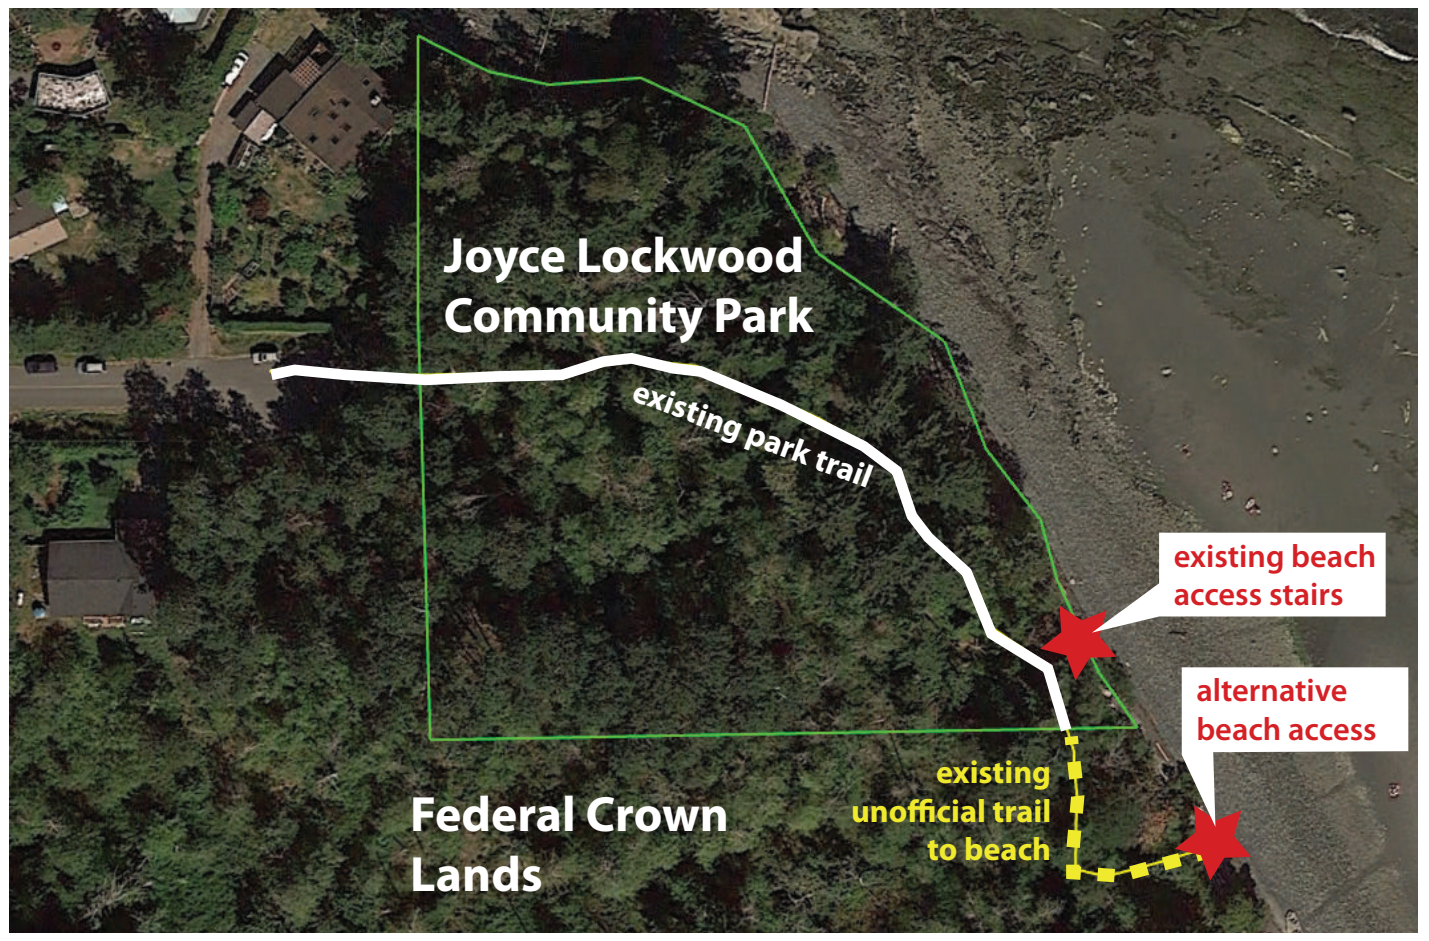 Joyce Lockwood
Community Park
existing park trail
existing beach
access stairs
alternative
beach access
existing
unofficial trail
to beach
Federal Crown
Lands